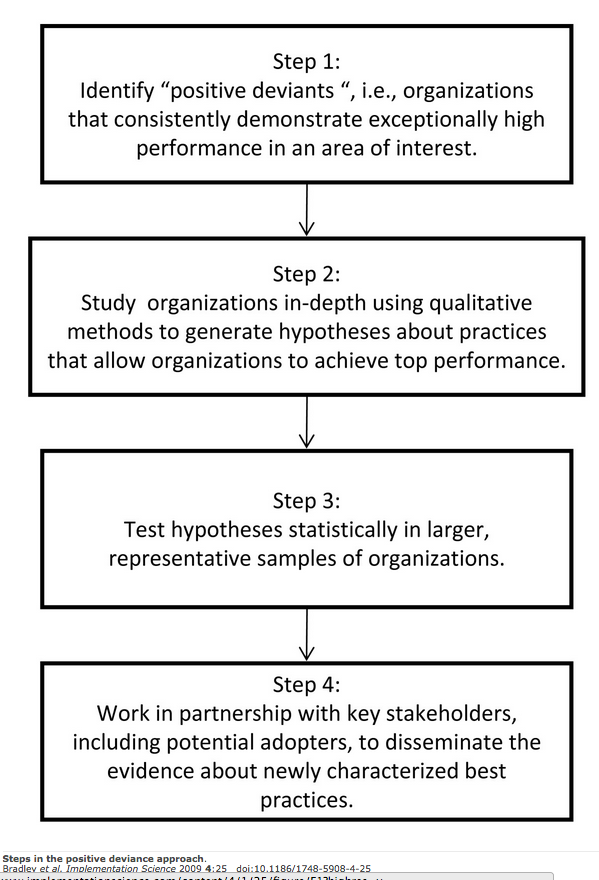 Step 1:
Identify “positive deviants “, i.e., organizations
that consistently demonstrate exceptionally high
performance in an area of interest.
Step 2:
Study  organizations in-depth using qualitative
methods to generate hypotheses about practices
that allow organizations to achieve top performance.
Step 3:
Test hypotheses statistically in larger,
representative samples of organizations.
Step 4:
Work in partnership with key stakeholders,
including potential adopters, to disseminate the
evidence about newly characterized best
practices.
Steps in the positive deviance approach.
Bradley et al. Implementation Science 2009 4:25   doi:10.1186/1748-5908-4-25